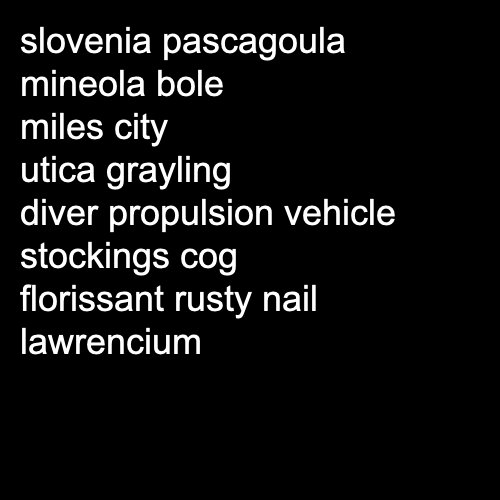 slovenia pascagoula
mineola bole
miles city
utica grayling
diver propulsion vehicle
stockings cog
florissant rusty nail
lawrencium